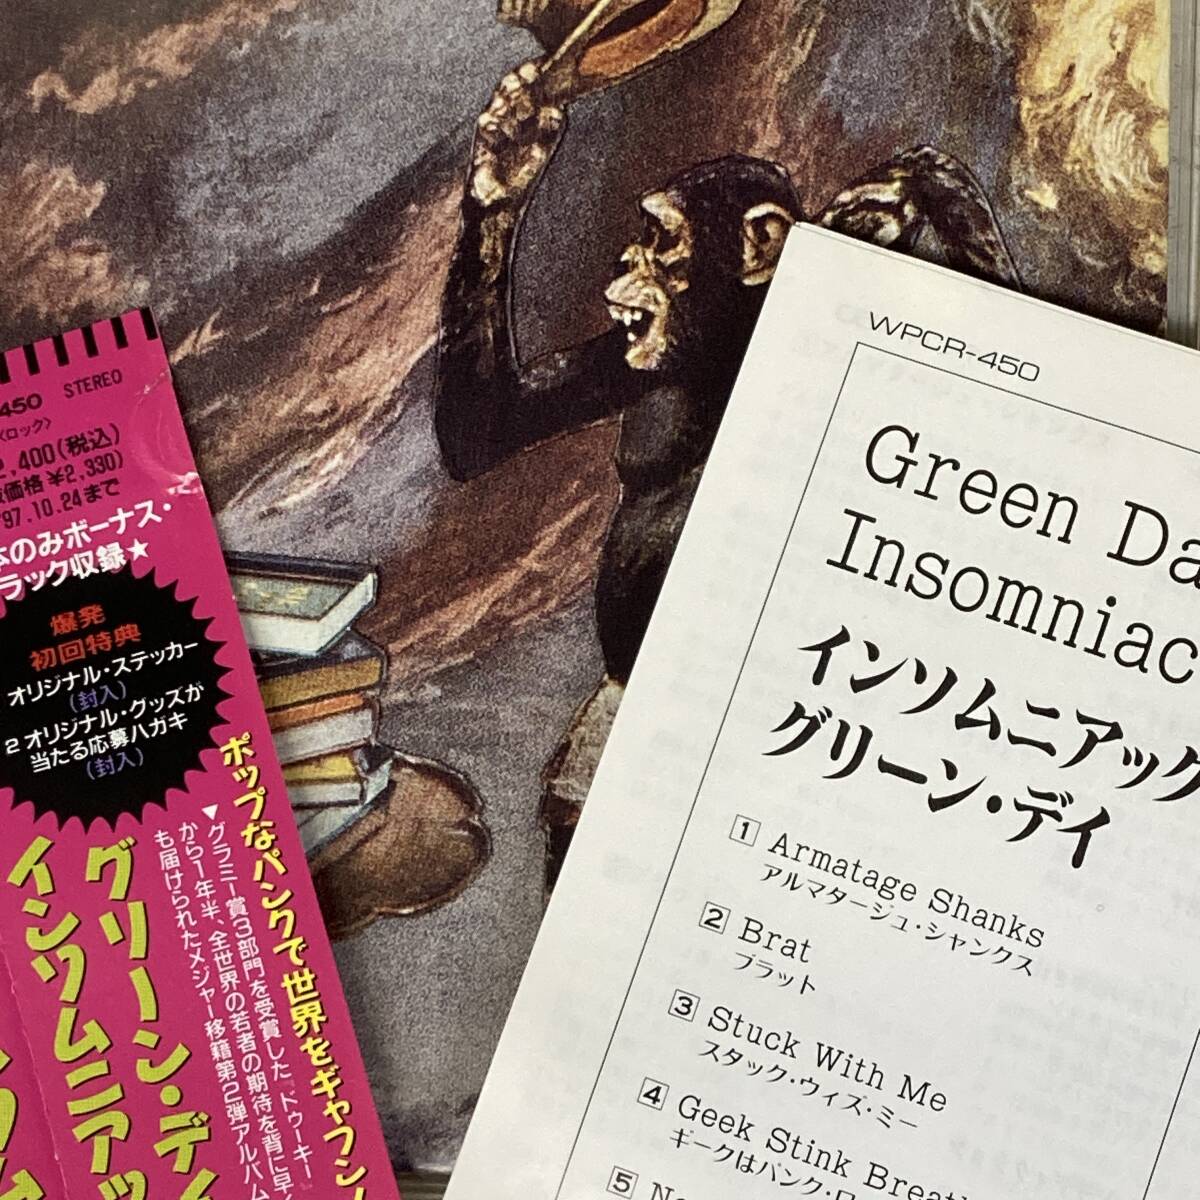 450 STEREO
〈ロック〉
,400(税込)
価格 ¥2,330)
'97.10.24まで
本のみボーナス・
ラック収録★
爆発
初回特典
オリジナル・ステッカー
(封入)
2 オリジナル・グッズが
当たる応募ハガキ
(封入)
ポップなパンクで世界をギャフン
▼グラミー賞3部門を受賞した『ドゥーキー』
から1年半、全世界の若者の期待を背に早く
も届けられたメジャー移籍第2弾アルバム
グリーン・デ
インソムニアッ
WPCR-450
Green Da
Insomniac
インソムニアック
グリーン・デイ
1 Armatage Shanks
アルマタージュ・シャンクス
2 Brat
ブラット
3 Stuck With Me
スタック・ウィズ・ミー
4 Geek Stink Breat
ギークはパンク・ロ
5 No